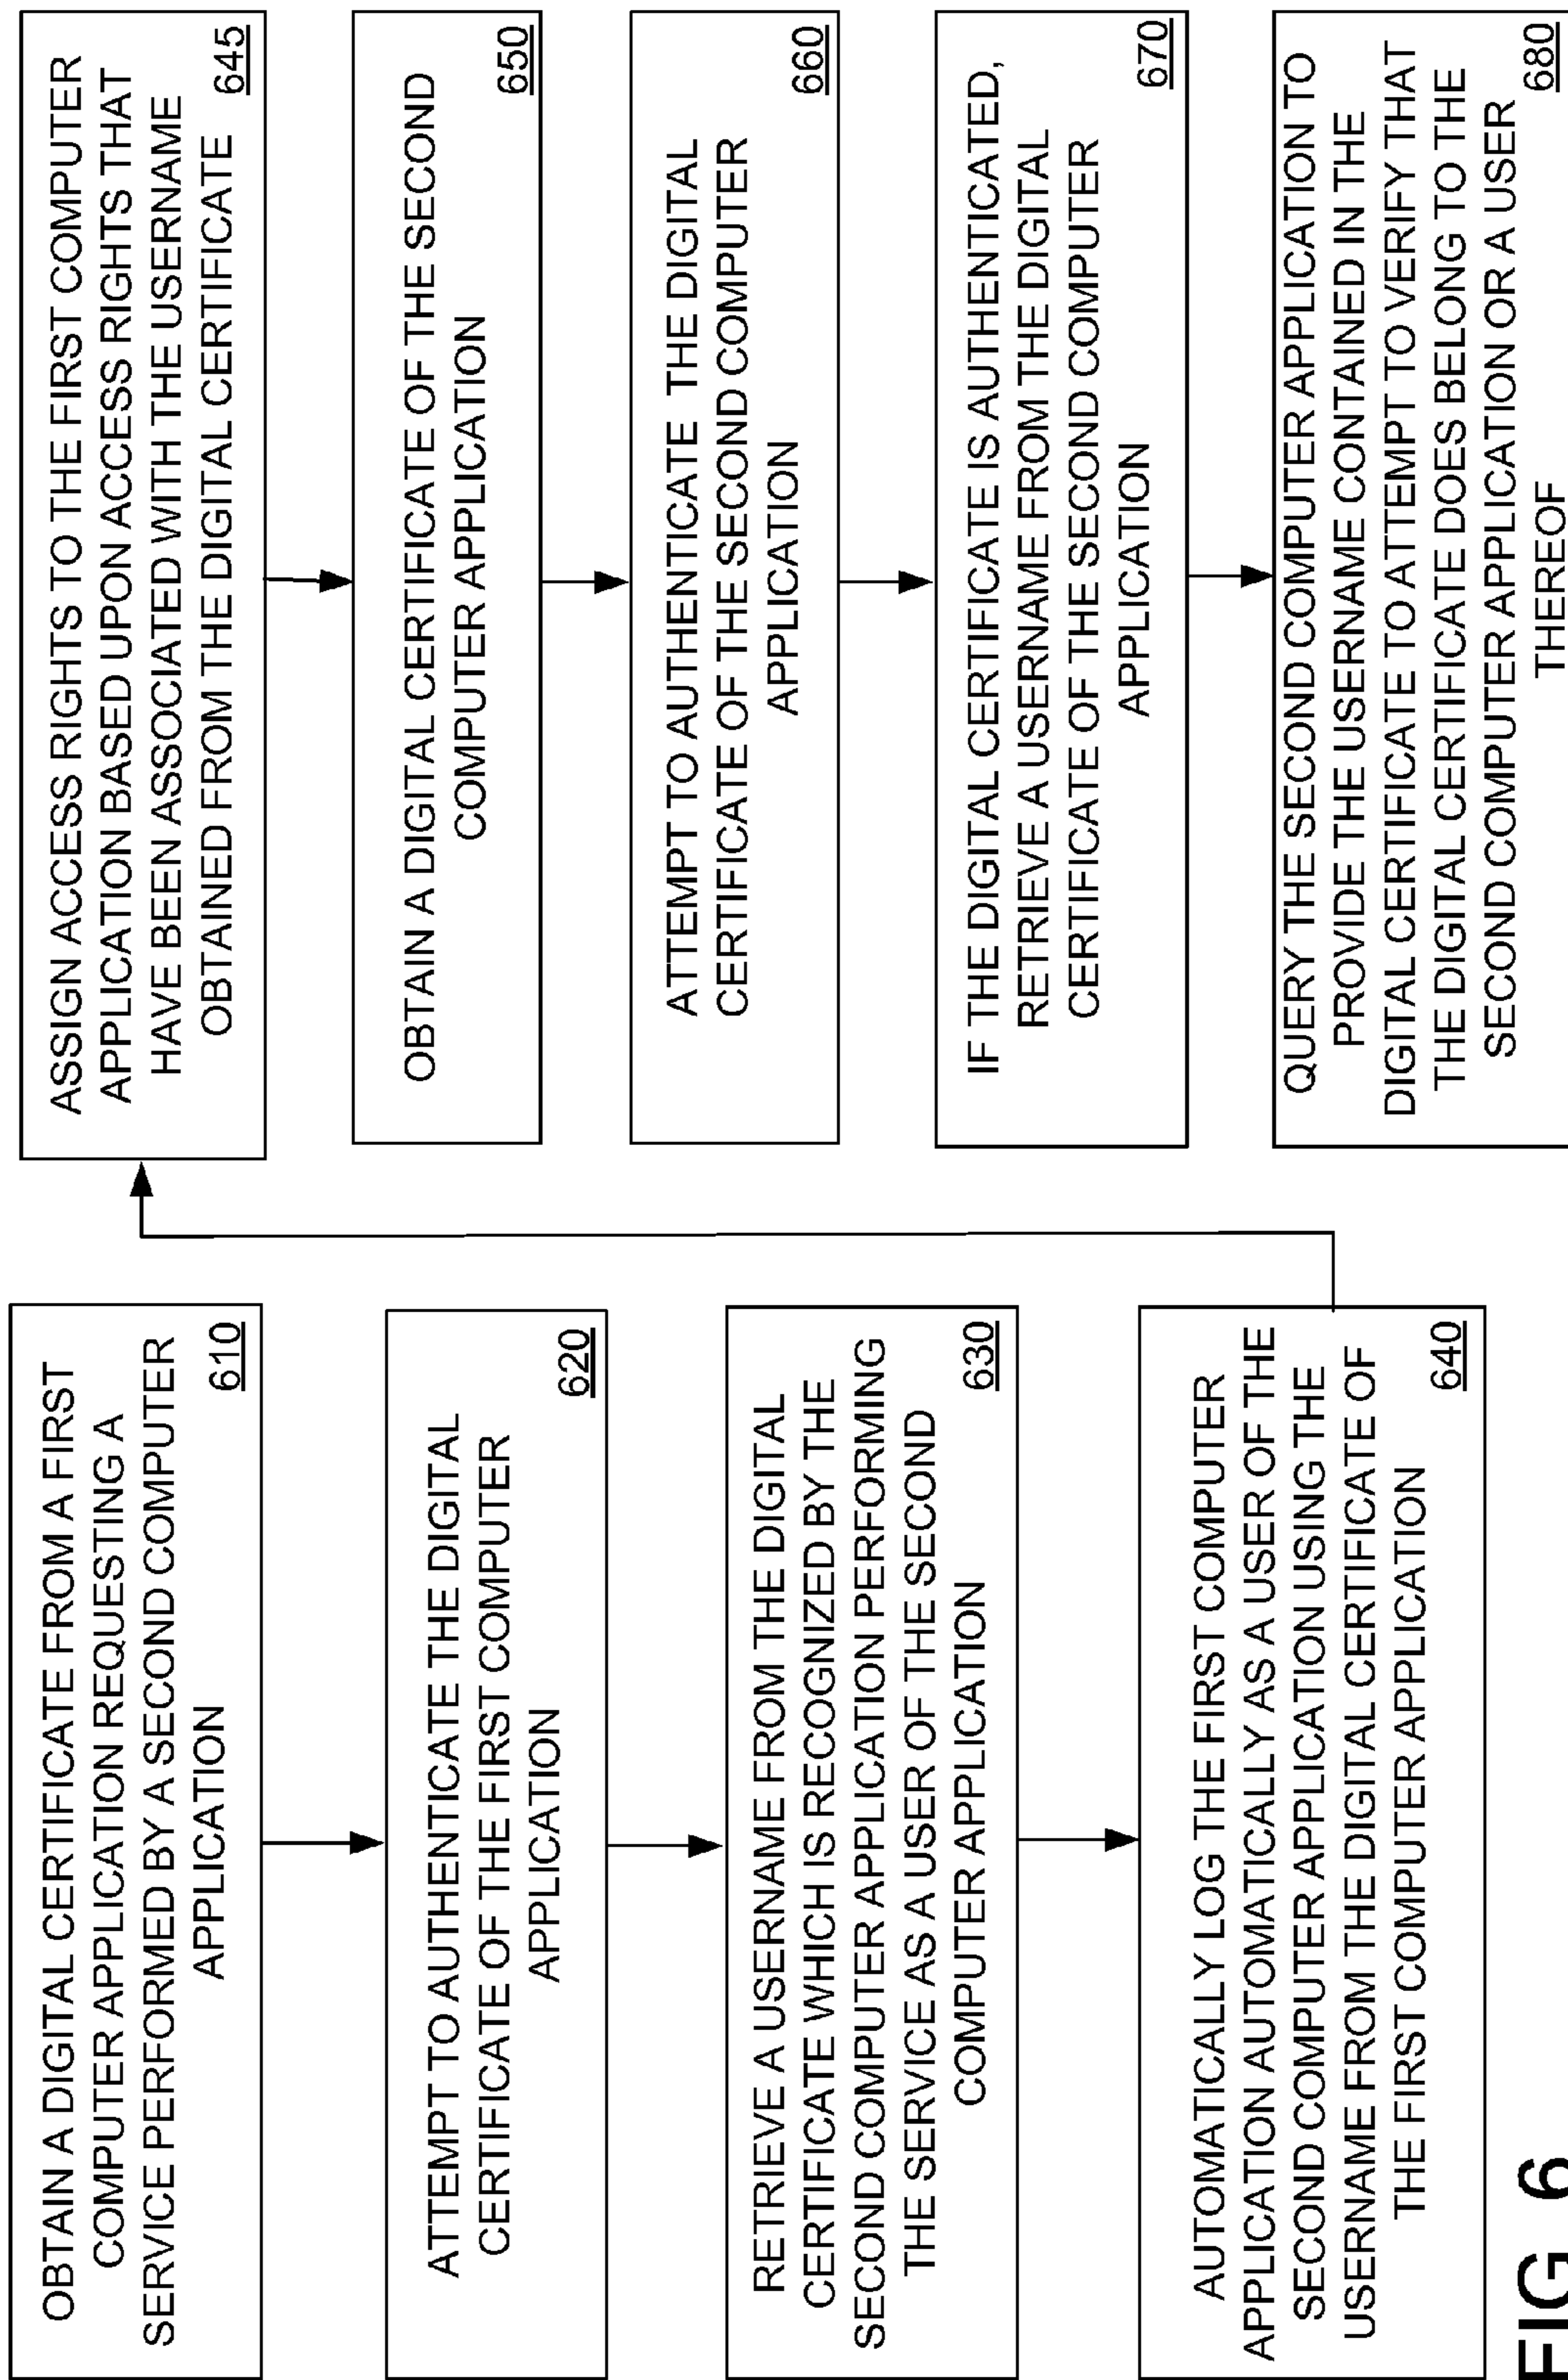 OBTAIN A DIGITAL CERTIFICATE FROM A FIRST
COMPUTER APPLICATION REQUESTING A
SERVICE PERFORMED BY A SECOND COMPUTER
APPLICATION
610
ATTEMPT TO AUTHENTICATE THE DIGITAL
CERTIFICATE OF THE FIRST COMPUTER
APPLICATION
620
RETRIEVE A USERNAME FROM THE DIGITAL
CERTIFICATE WHICH IS RECOGNIZED BY THE
SECOND COMPUTER APPLICATION PERFORMING
THE SERVICE AS A USER OF THE SECOND
COMPUTER APPLICATION
630
AUTOMATICALLY LOG THE FIRST COMPUTER
APPLICATION AUTOMATICALLY AS A USER OF THE
SECOND COMPUTER APPLICATION USING THE
USERNAME FROM THE DIGITAL CERTIFICATE OF
THE FIRST COMPUTER APPLICATION
640
ASSIGN ACCESS RIGHTS TO THE FIRST COMPUTER
APPLICATION BASED UPON ACCESS RIGHTS THAT
HAVE BEEN ASSOCIATED WITH THE USERNAME
OBTAINED FROM THE DIGITAL CERTIFICATE
645
OBTAIN A DIGITAL CERTIFICATE OF THE SECOND
COMPUTER APPLICATION
650
ATTEMPT TO AUTHENTICATE THE DIGITAL
CERTIFICATE OF THE SECOND COMPUTER
APPLICATION
660
IF THE DIGITAL CERTIFICATE IS AUTHENTICATED,
RETRIEVE A USERNAME FROM THE DIGITAL
CERTIFICATE OF THE SECOND COMPUTER
APPLICATION
670
QUERY THE SECOND COMPUTER APPLICATION TO
PROVIDE THE USERNAME CONTAINED IN THE
DIGITAL CERTIFICATE TO ATTEMPT TO VERIFY THAT
THE DIGITAL CERTIFICATE DOES BELONG TO THE
SECOND COMPUTER APPLICATION OR A USER
THEREOF
680
FIG. 6